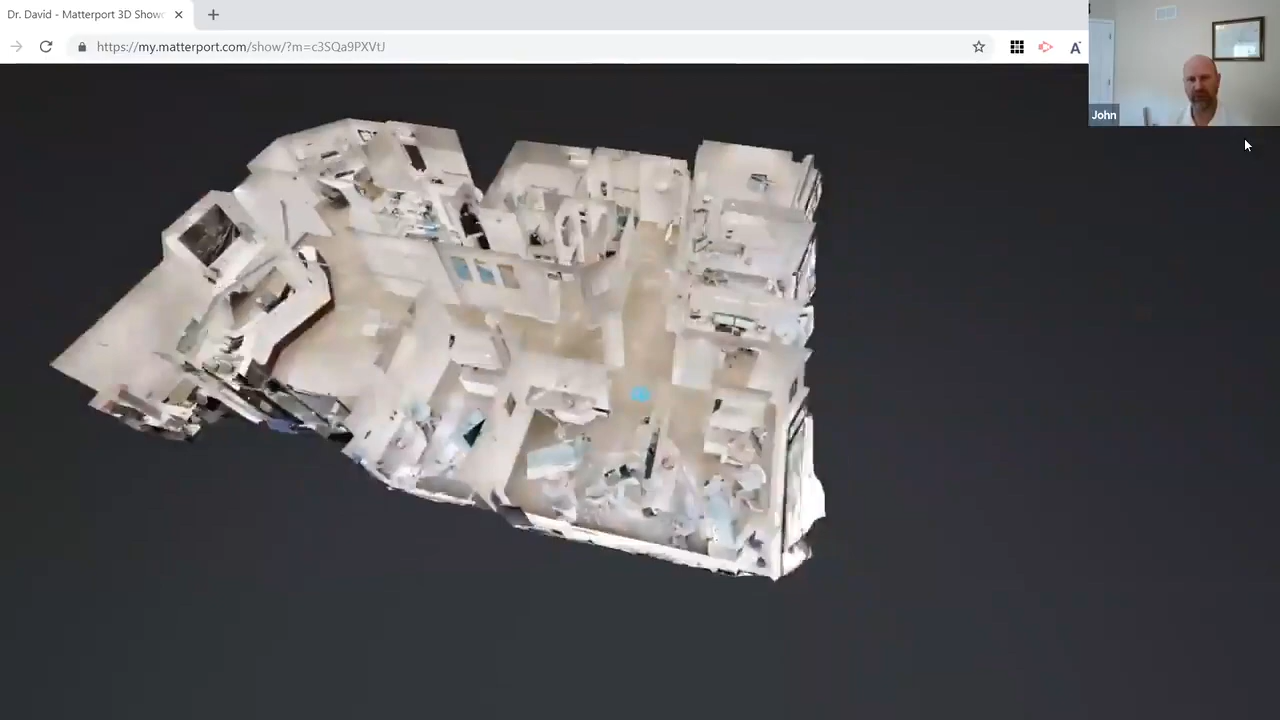 Dr. David - Matterport 3D Show
https://my.matterport.com/show/?m=c3SQa9PXVtJ
A
John